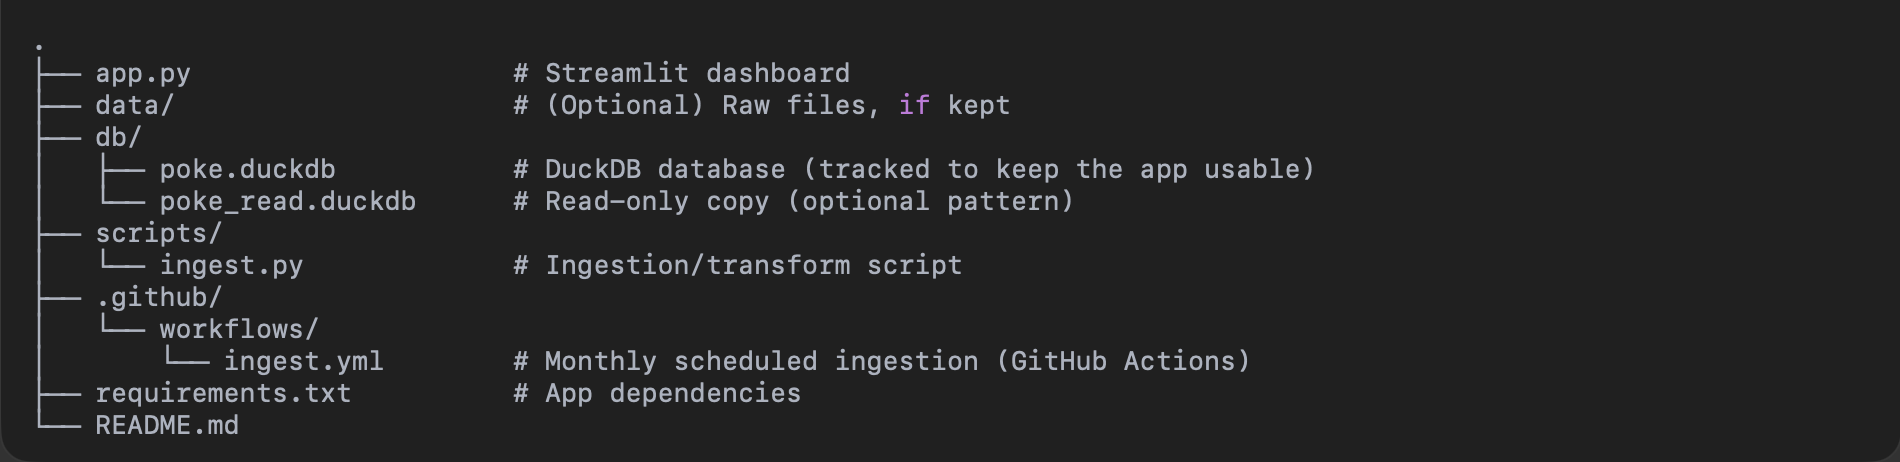 .
├── app.py                    # Streamlit dashboard
├── data/                     # (Optional) Raw files, if kept
├── db/
│   ├── poke.duckdb           # DuckDB database (tracked to keep the app usable)
│   └── poke_read.duckdb      # Read-only copy (optional pattern)
├── scripts/
│   └── ingest.py             # Ingestion/transform script
├── .github/
│   └── workflows/
│       └── ingest.yml        # Monthly scheduled ingestion (GitHub Actions)
├── requirements.txt          # App dependencies
└── README.md